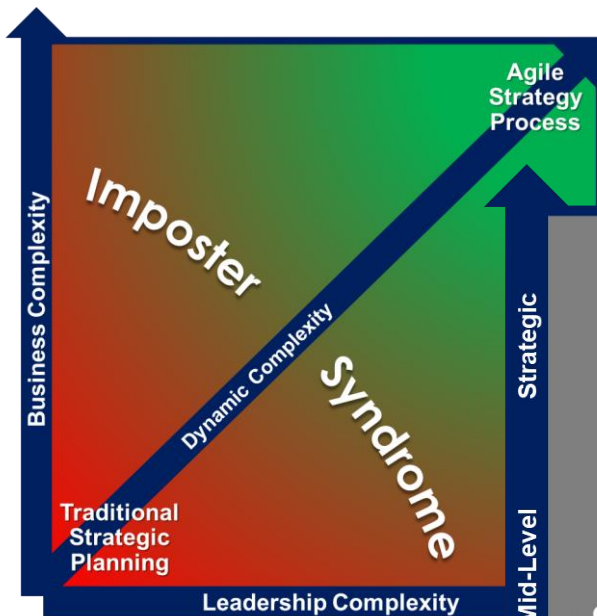 Agile
Strategy
Process
Imposter
Syndrome
Business Complexity
Dynamic Complexity
Strategic
Mid-Level
Traditional
Strategic
Planning
Leadership Complexity